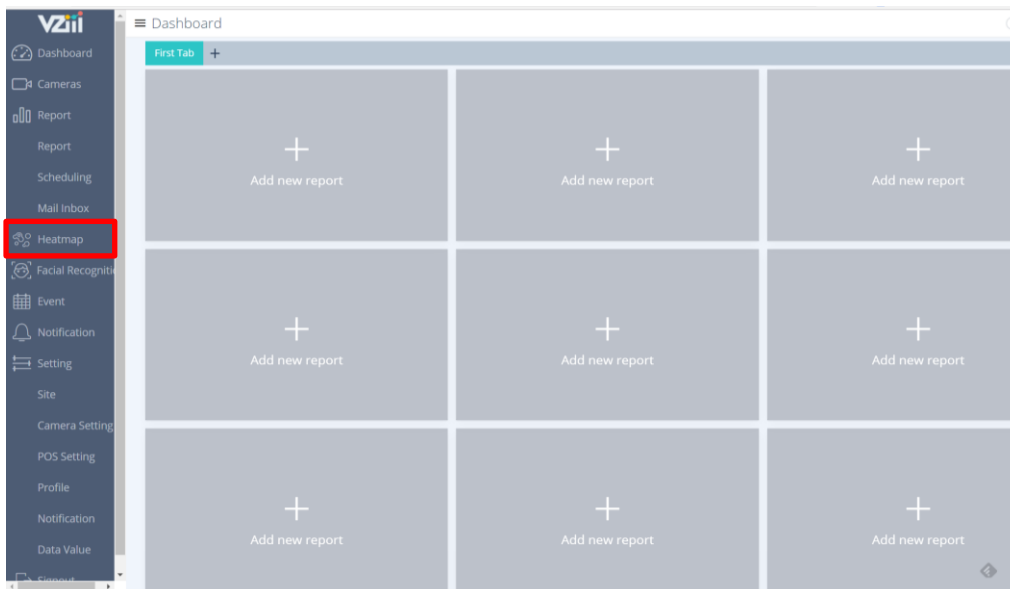 VZiii
Dashboard
Cameras
Report
Report
Scheduling
Mail Inbox
Heatmap
Facial Recogniti
Event
Notification
Setting
Site
Camera Setting
POS Setting
Profile
Notification
Data Value
Signout
Dashboard
First Tab +
Add new report
Add new report
Add new report
Add new report
Add new report
Add new report
Add new report
Add new report
Add new report